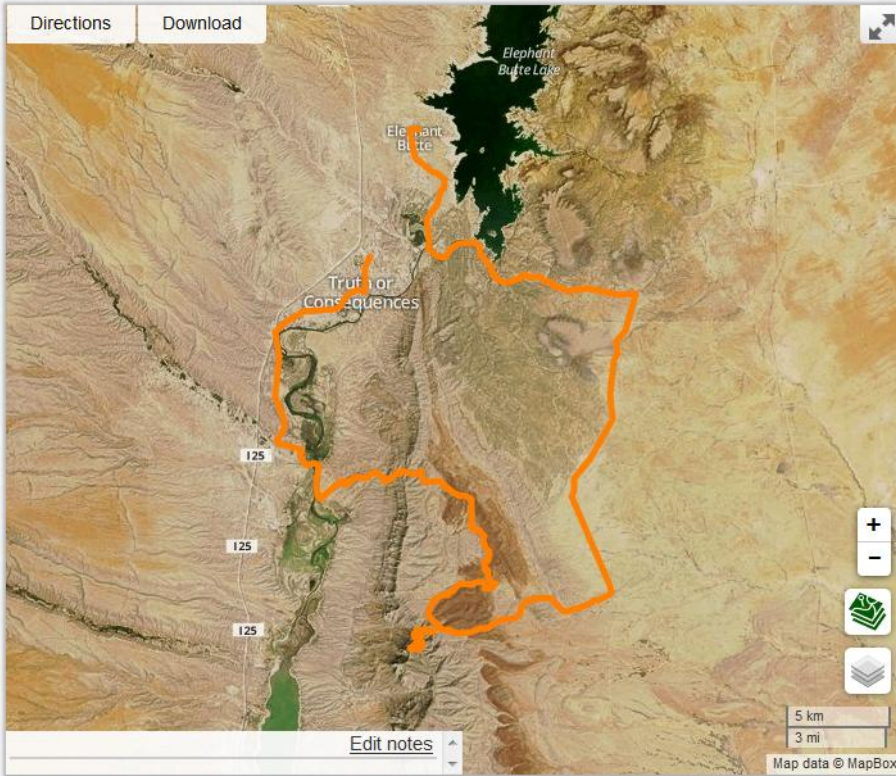 Directions
Download
Elephant
Butte Lake
Elephant
Butte
Truth or
Consequences
I25
I25
I25
+
−
5 km
3 mi
Edit notes
Map data © MapBox